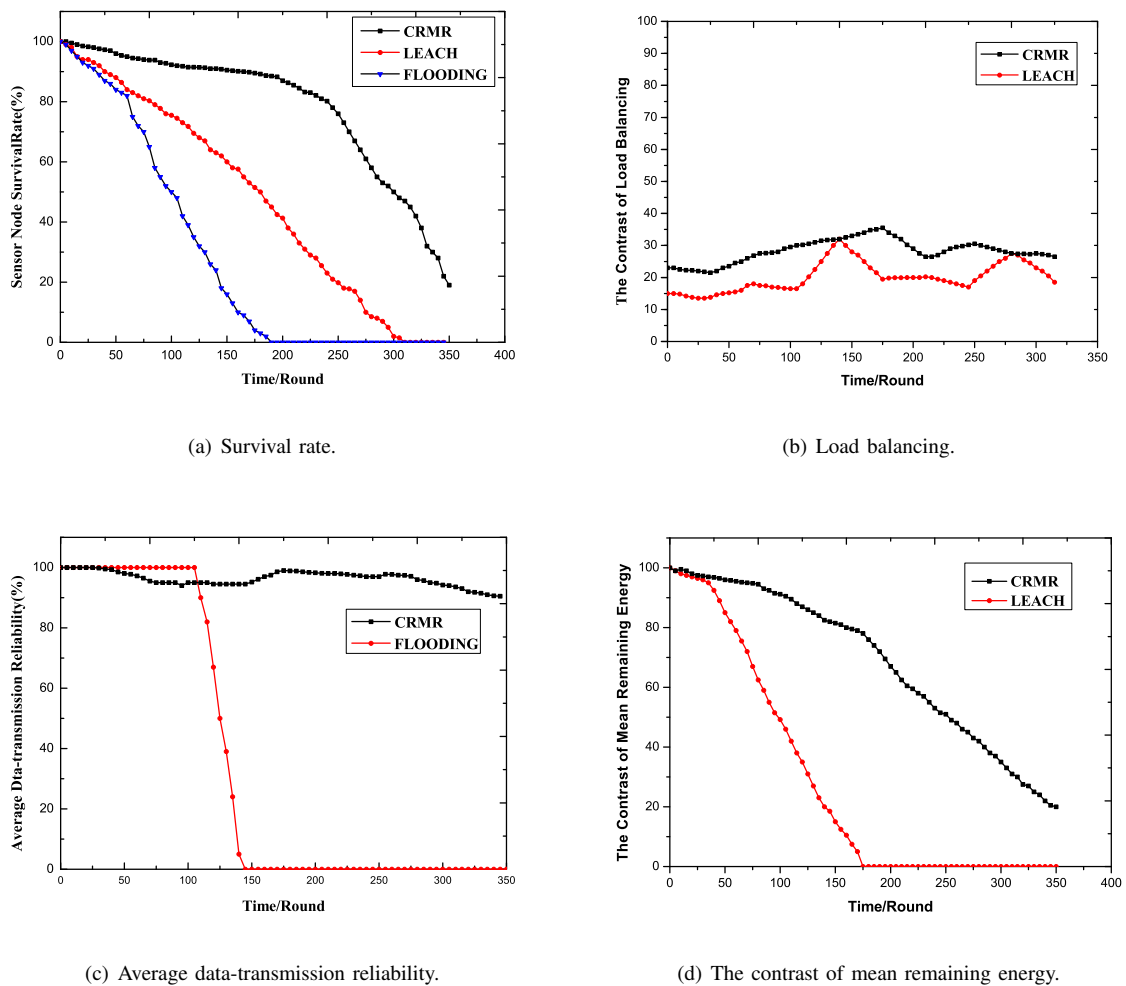 CRMR
LEACH
FLOODING
Sensor Node SurvivalRate(%)
100
80
60
40
20
0
0 50 100 150 200 250 300 350 400
Time/Round
(a) Survival rate.
CRMR
LEACH
The Contrast of Load Balancing
100
90
80
70
60
50
40
30
20
10
0
0 50 100 150 200 250 300 350
Time/Round
(b) Load balancing.
CRMR
FLOODING
Average Dta-transmission Reliability(%)
100
80
60
40
20
0
0 50 100 150 200 250 300 350
Time/Round
(c) Average data-transmission reliability.
CRMR
LEACH
The Contrast of Mean Remaining Energy
100
80
60
40
20
0
0 50 100 150 200 250 300 350 400
Time/Round
(d) The contrast of mean remaining energy.